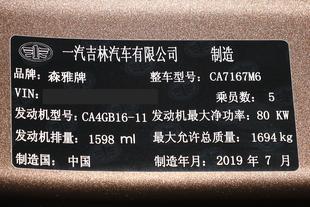 一汽吉林汽车有限公司 制造
品牌：森雅牌 整车型号：CA7167M6
VIN： 乘员数：5
发动机型号：CA4GB16-11 发动机最大净功率：80 KW
发动机排量：1598 ml 最大允许总质量：1694kg
制造国：中国 制造年月：2019 年 7 月